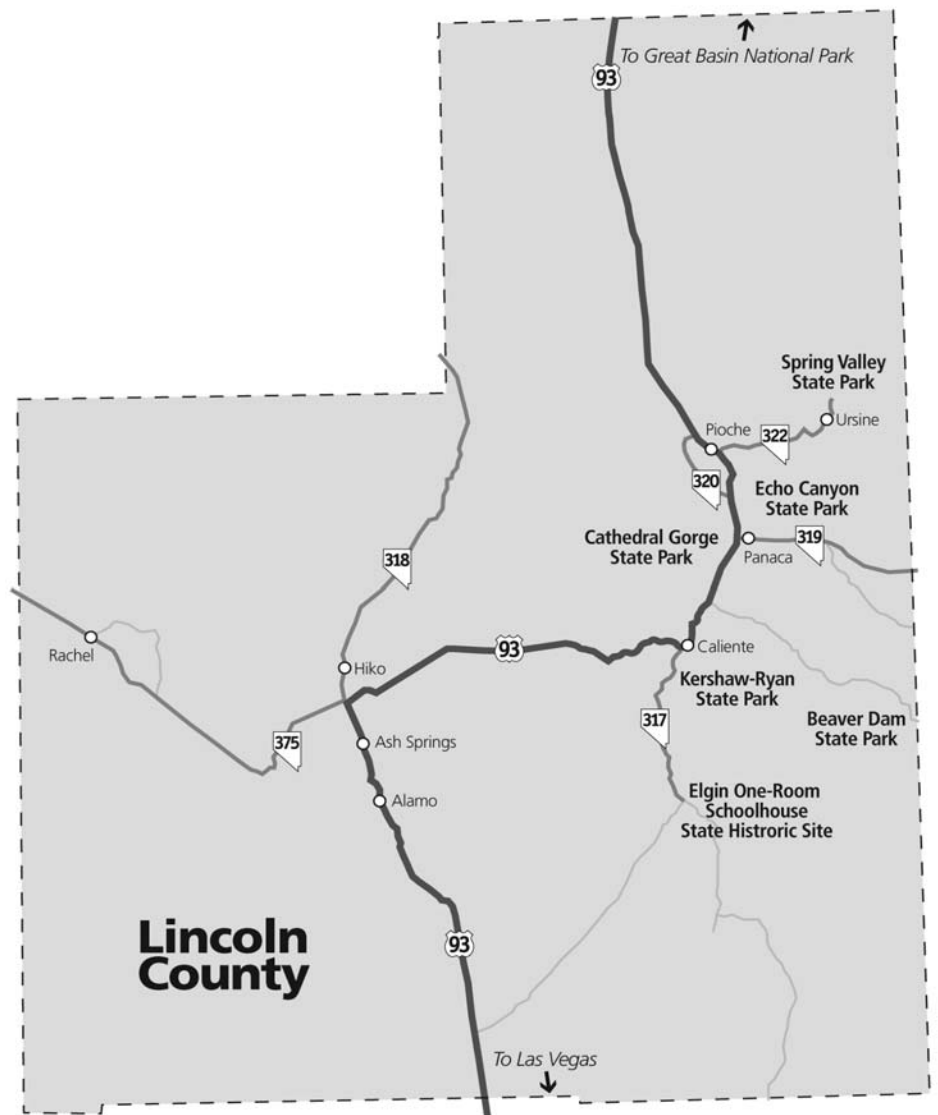 To Great Basin National Park
93
Spring Valley
State Park
Ursine
Pioche
322
320
Echo Canyon
State Park
Cathedral Gorge
State Park
319
Panaca
318
Rachel
Hiko
93
Caliente
Kershaw-Ryan
State Park
317
Beaver Dam
State Park
375
Ash Springs
Alamo
Elgin One-Room
Schoolhouse
State Histroric Site
Lincoln
County
93
To Las Vegas